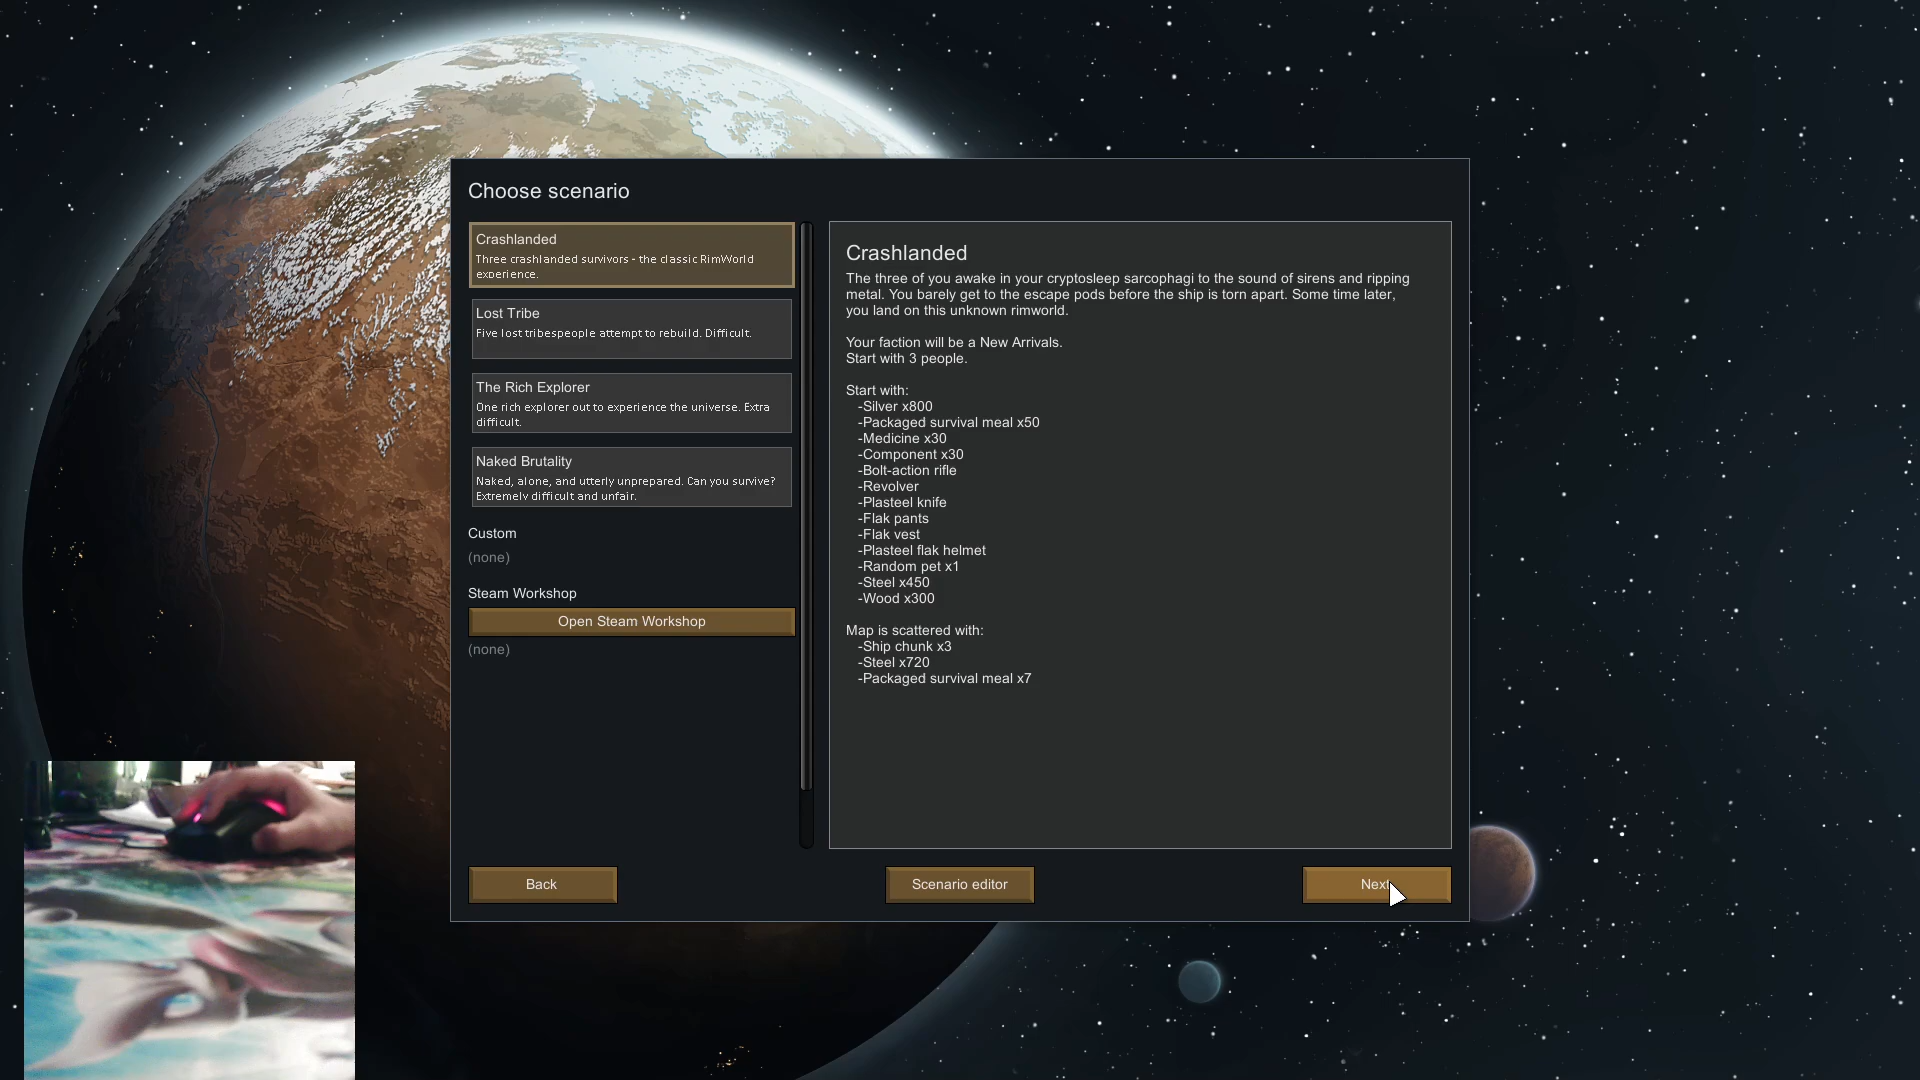 Choose scenario
Crashlanded
Three crashlanded survivors - the classic RimWorld
experience.
Lost Tribe
Five lost tribespeople attempt to rebuild. Difficult.
The Rich Explorer
One rich explorer out to experience the universe. Extra
difficult.
Naked Brutality
Naked, alone, and utterly unprepared. Can you survive?
Extremely difficult and unfair.
Custom
(none)
Steam Workshop
Open Steam Workshop
(none)
Crashlanded
The three of you awake in your cryptosleep sarcophagi to the sound of sirens and ripping
metal. You barely get to the escape pods before the ship is torn apart. Some time later,
you land on this unknown rimworld.
Your faction will be a New Arrivals.
Start with 3 people.
Start with:
-Silver x800
-Packaged survival meal x50
-Medicine x30
-Component x30
-Bolt-action rifle
-Revolver
-Plasteel knife
-Flak pants
-Flak vest
-Plasteel flak helmet
-Random pet x1
-Steel x450
-Wood x300
Map is scattered with:
-Ship chunk x3
-Steel x720
-Packaged survival meal x7
Back
Scenario editor
Next